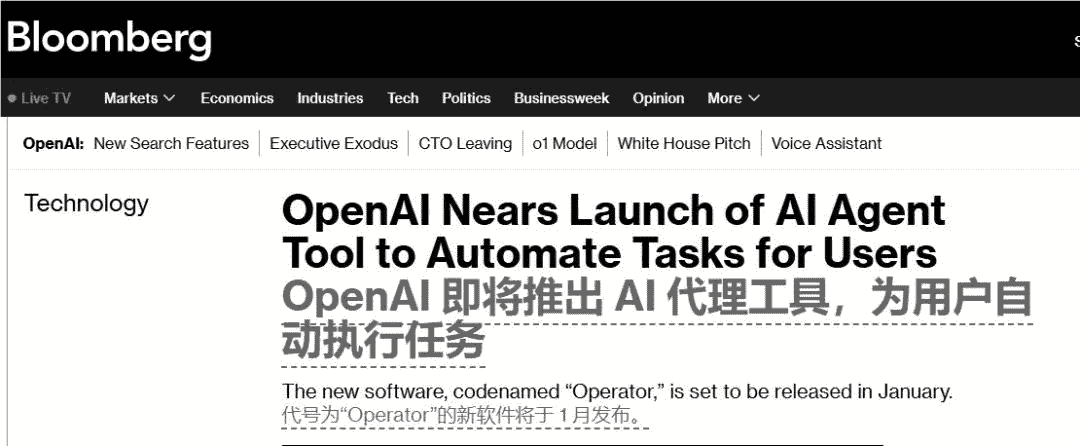 Bloomberg
Live TV Markets Economics Industries Tech Politics Businessweek Opinion More
OpenAI: New Search Features Executive Exodus CTO Leaving o1 Model White House Pitch Voice Assistant
Technology
OpenAI Nears Launch of AI Agent
Tool to Automate Tasks for Users
OpenAI 即将推出 AI 代理工具，为用户自
动执行任务
The new software, codenamed “Operator,” is set to be released in January.
代号为“Operator”的新软件将于 1 月发布。